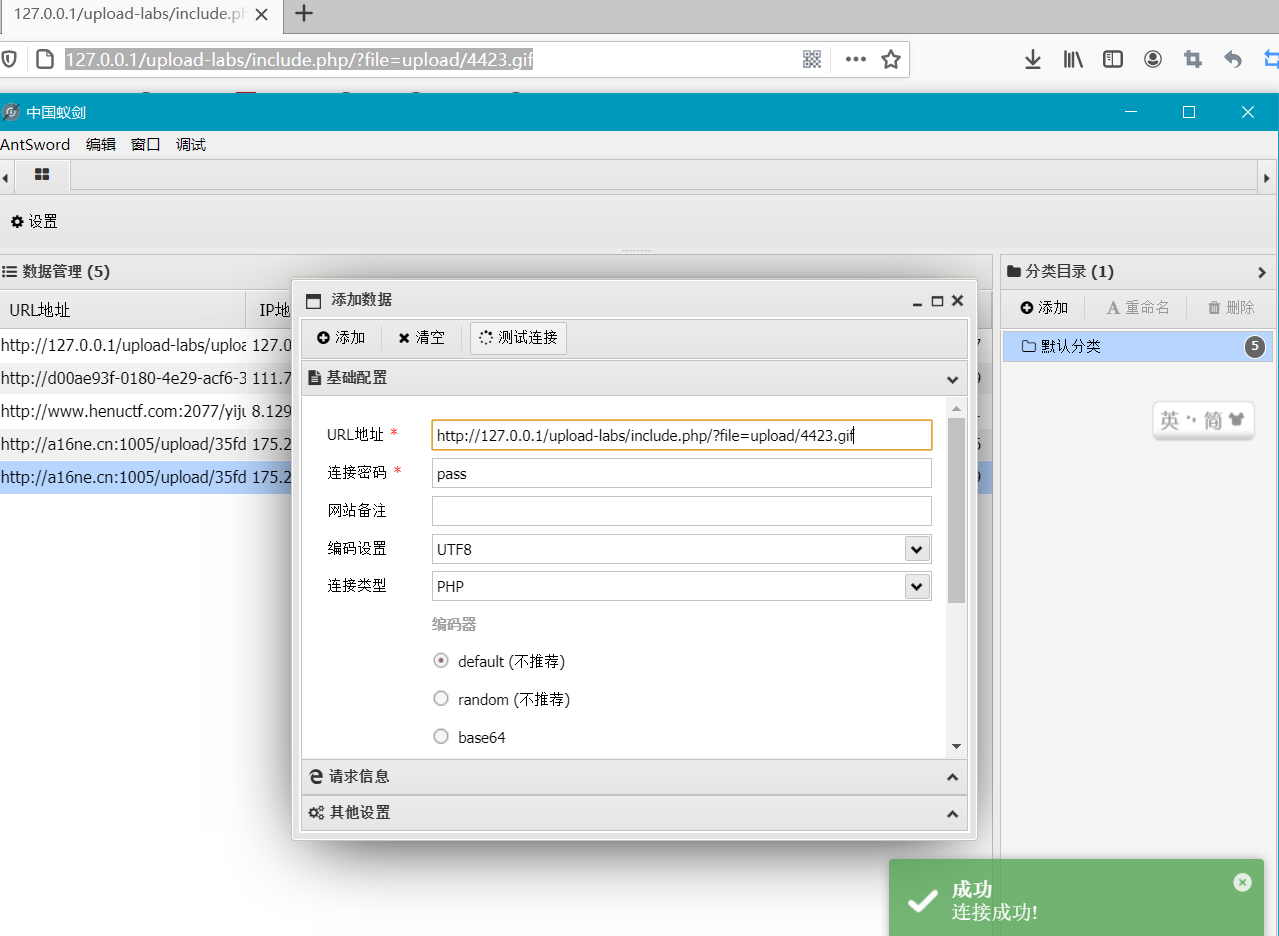 127.0.0.1/upload-labs/include.ph
127.0.0.1/upload-labs/include.php/?file=upload/4423.gif
中国蚁剑
AntSword 编辑 窗口 调试
设置
数据管理 (5)
分类目录 (1)
URL地址 IP地
添加 重命名 删除
http://127.0.0.1/upload-labs/uploa 127.0
http://d00ae93f-0180-4e29-acf6-3 111.7
http://www.henuctf.com:2077/yiju 8.129
http://a16ne.cn:1005/upload/35fd 175.2
http://a16ne.cn:1005/upload/35fd 175.2
默认分类 5
英 简
添加数据
添加 清空 测试连接
基础配置
URL地址 * http://127.0.0.1/upload-labs/include.php/?file=upload/4423.gif
连接密码 * pass
网站备注
编码设置 UTF8
连接类型 PHP
编码器
default (不推荐)
random (不推荐)
base64
请求信息
其他设置
成功
连接成功!